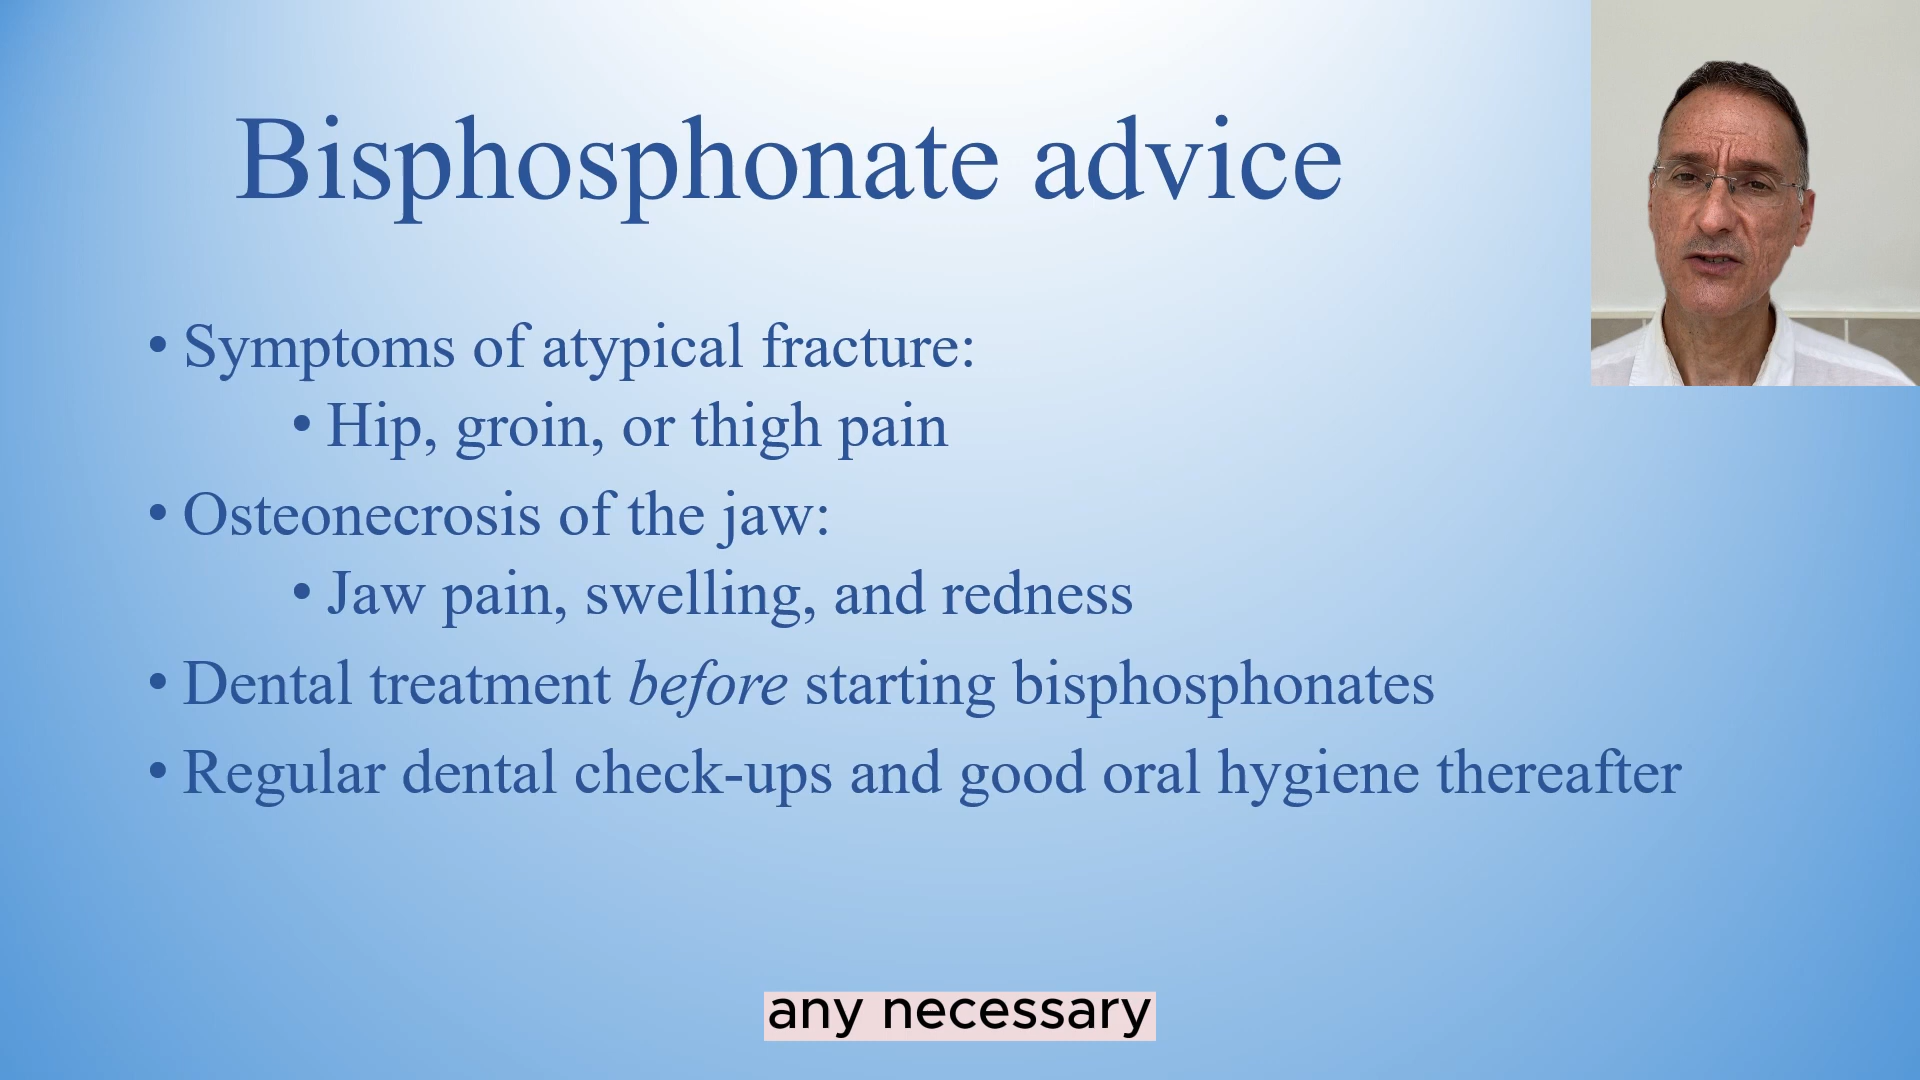 Bisphosphonate advice
• Symptoms of atypical fracture:
• Hip, groin, or thigh pain
• Osteonecrosis of the jaw:
• Jaw pain, swelling, and redness
• Dental treatment before starting bisphosphonates
• Regular dental check-ups and good oral hygiene thereafter
any necessary